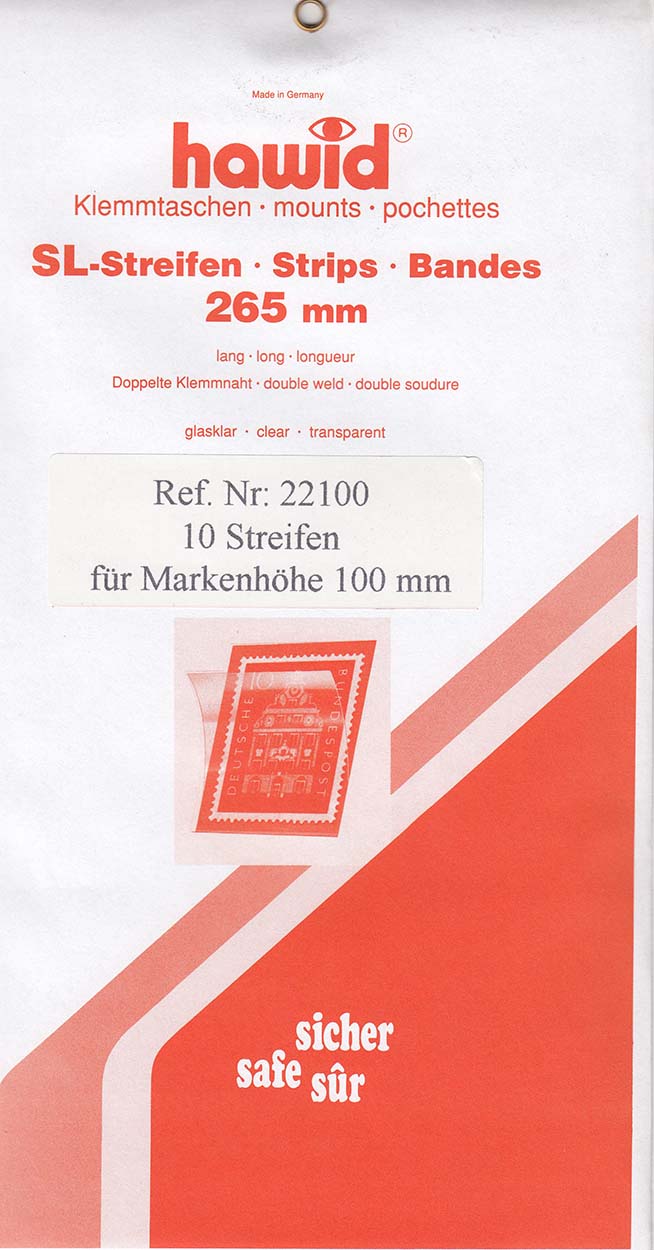 Made in Germany
hawid®
Klemmtaschen · mounts · pochettes
SL-Streifen · Strips · Bandes
265 mm
lang · long · longueur
Doppelte Klemmnaht · double weld · double soudure
glasklar · clear · transparent
Ref. Nr: 22100
10 Streifen
für Markenhöhe 100 mm
10
DEUTSCHE
BUNDESPOST
sicher
safe sûr